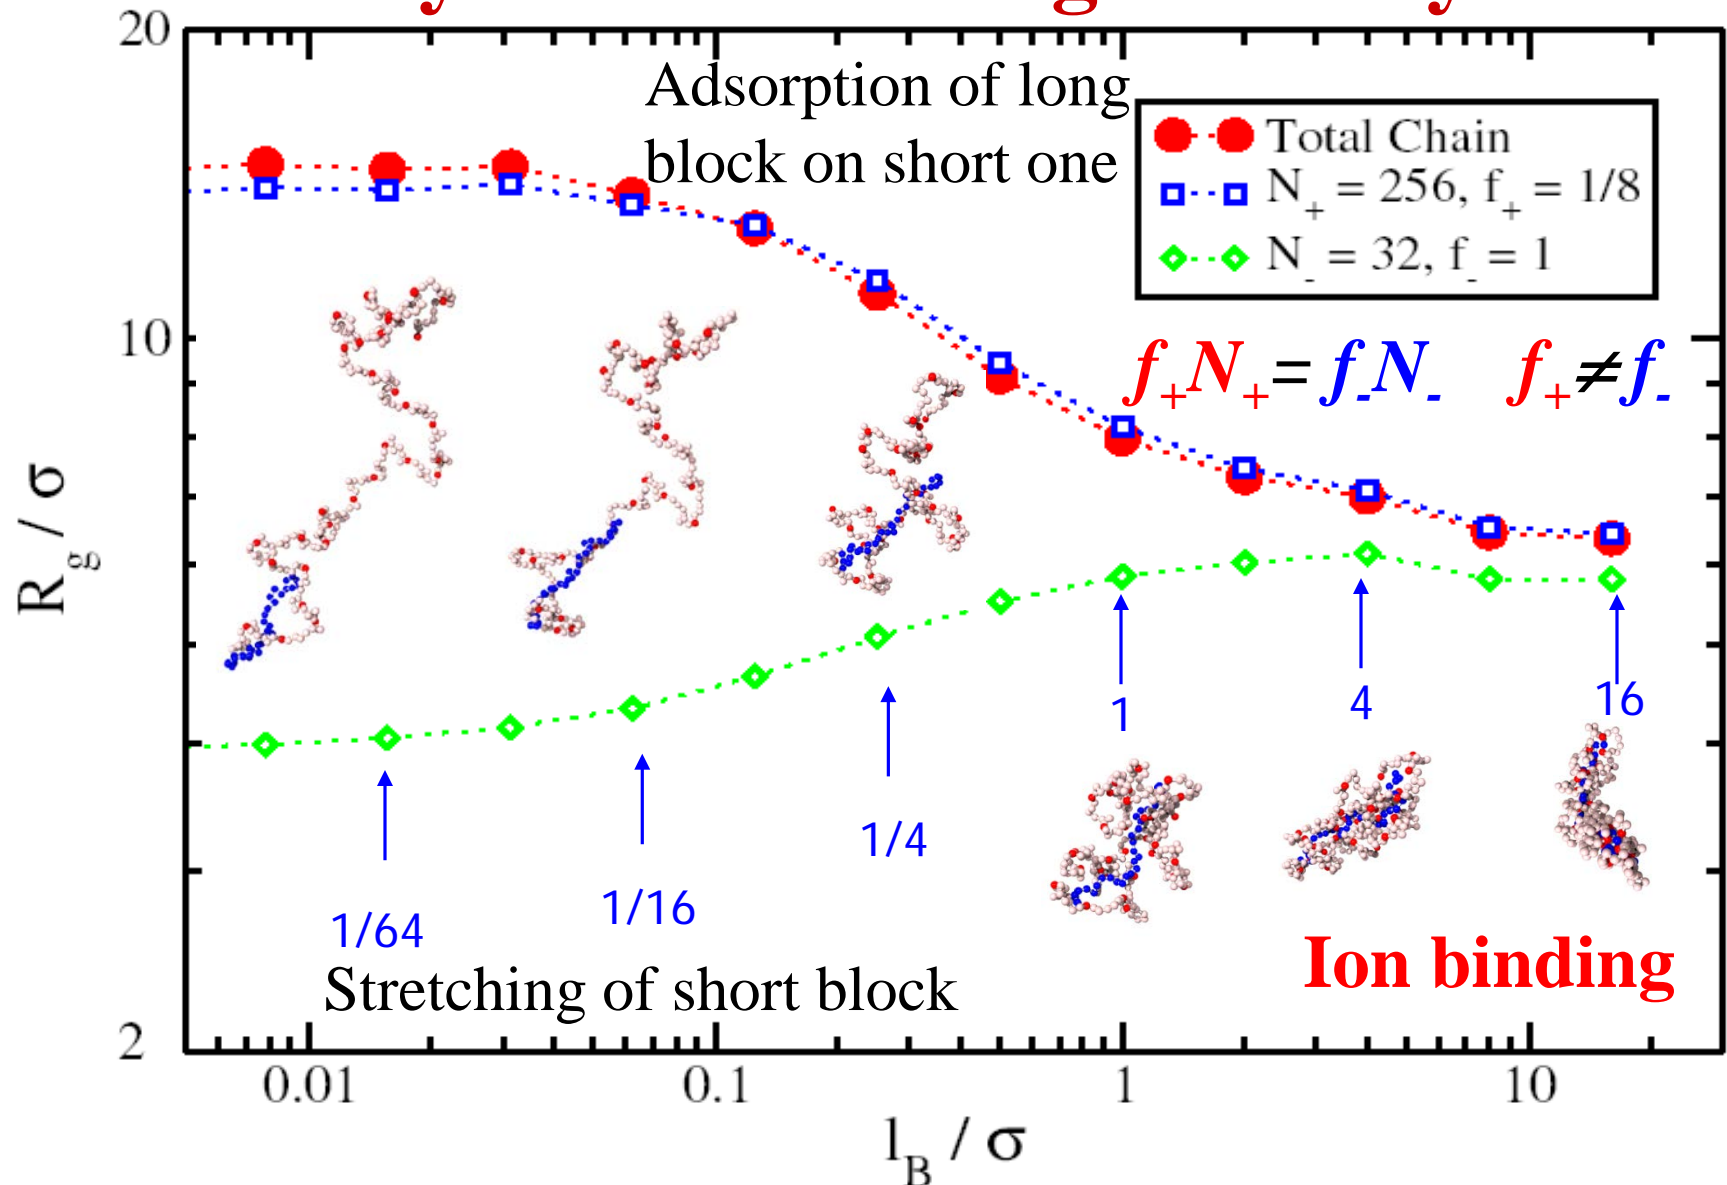 20
Adsorption of long
block on short one
Total Chain
N₊ = 256, f₊ = 1/8
N₋ = 32, f₋ = 1
10
f₊N₊ = f₋N₋ f₊ ≠ f₋
R_g / σ
1
4
16
1/4
1/16
1/64
Ion binding
Stretching of short block
2
0.01 0.1 1 10
l_B / σ